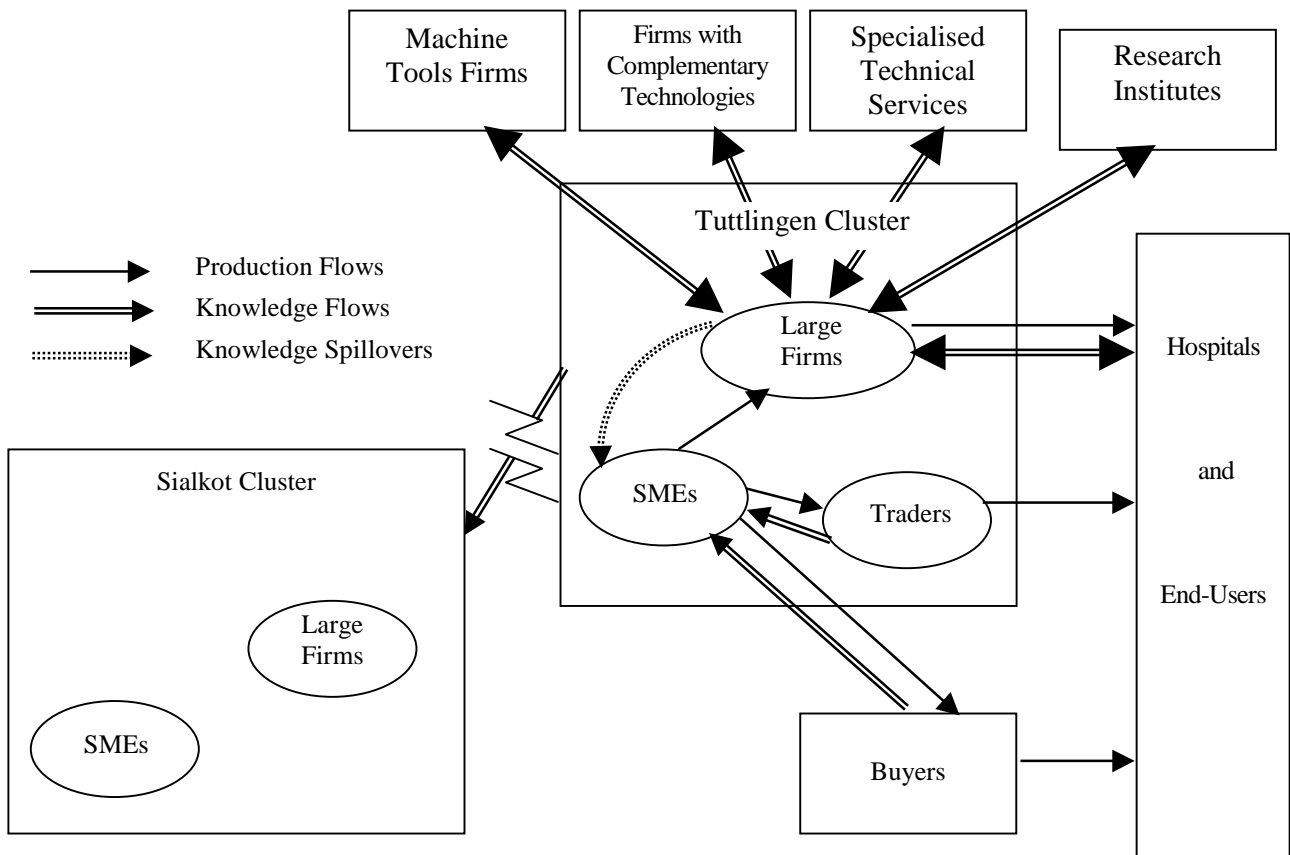 Machine
Tools Firms
Firms with
Complementary
Technologies
Specialised
Technical
Services
Research
Institutes
Tuttlingen Cluster
Production Flows
Knowledge Flows
Knowledge Spillovers
Large
Firms
Hospitals
and
End-Users
SMEs
Traders
Sialkot Cluster
Large
Firms
SMEs
Buyers